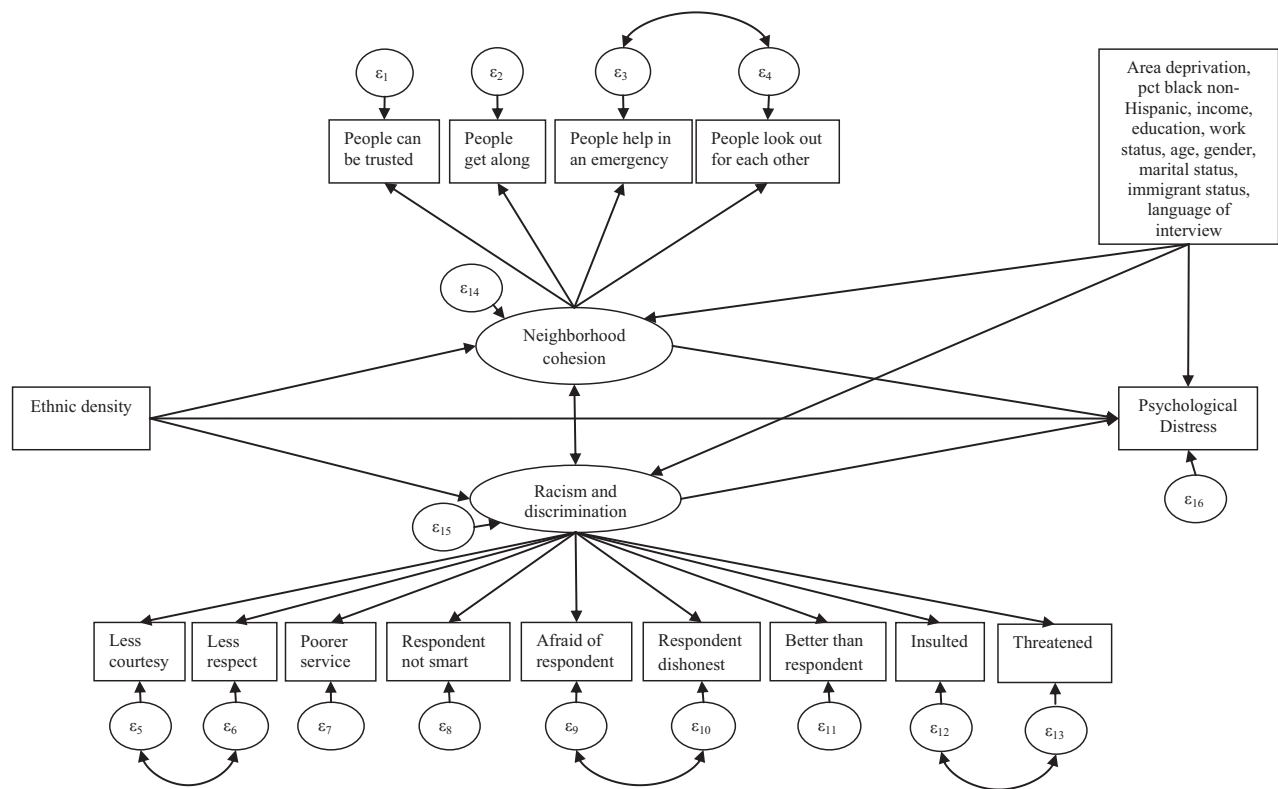 ε1
ε2
ε3
ε4
People can
be trusted
People
get along
People help in
an emergency
People look out
for each other
Area deprivation,
pct black non-
Hispanic, income,
education, work
status, age, gender,
marital status,
immigrant status,
language of
interview
ε14
Neighborhood
cohesion
Ethnic density
Psychological
Distress
Racism and
discrimination
ε15
ε16
Less
courtesy
Less
respect
Poorer
service
Respondent
not smart
Afraid of
respondent
Respondent
dishonest
Better than
respondent
Insulted
Threatened
ε5
ε6
ε7
ε8
ε9
ε10
ε11
ε12
ε13